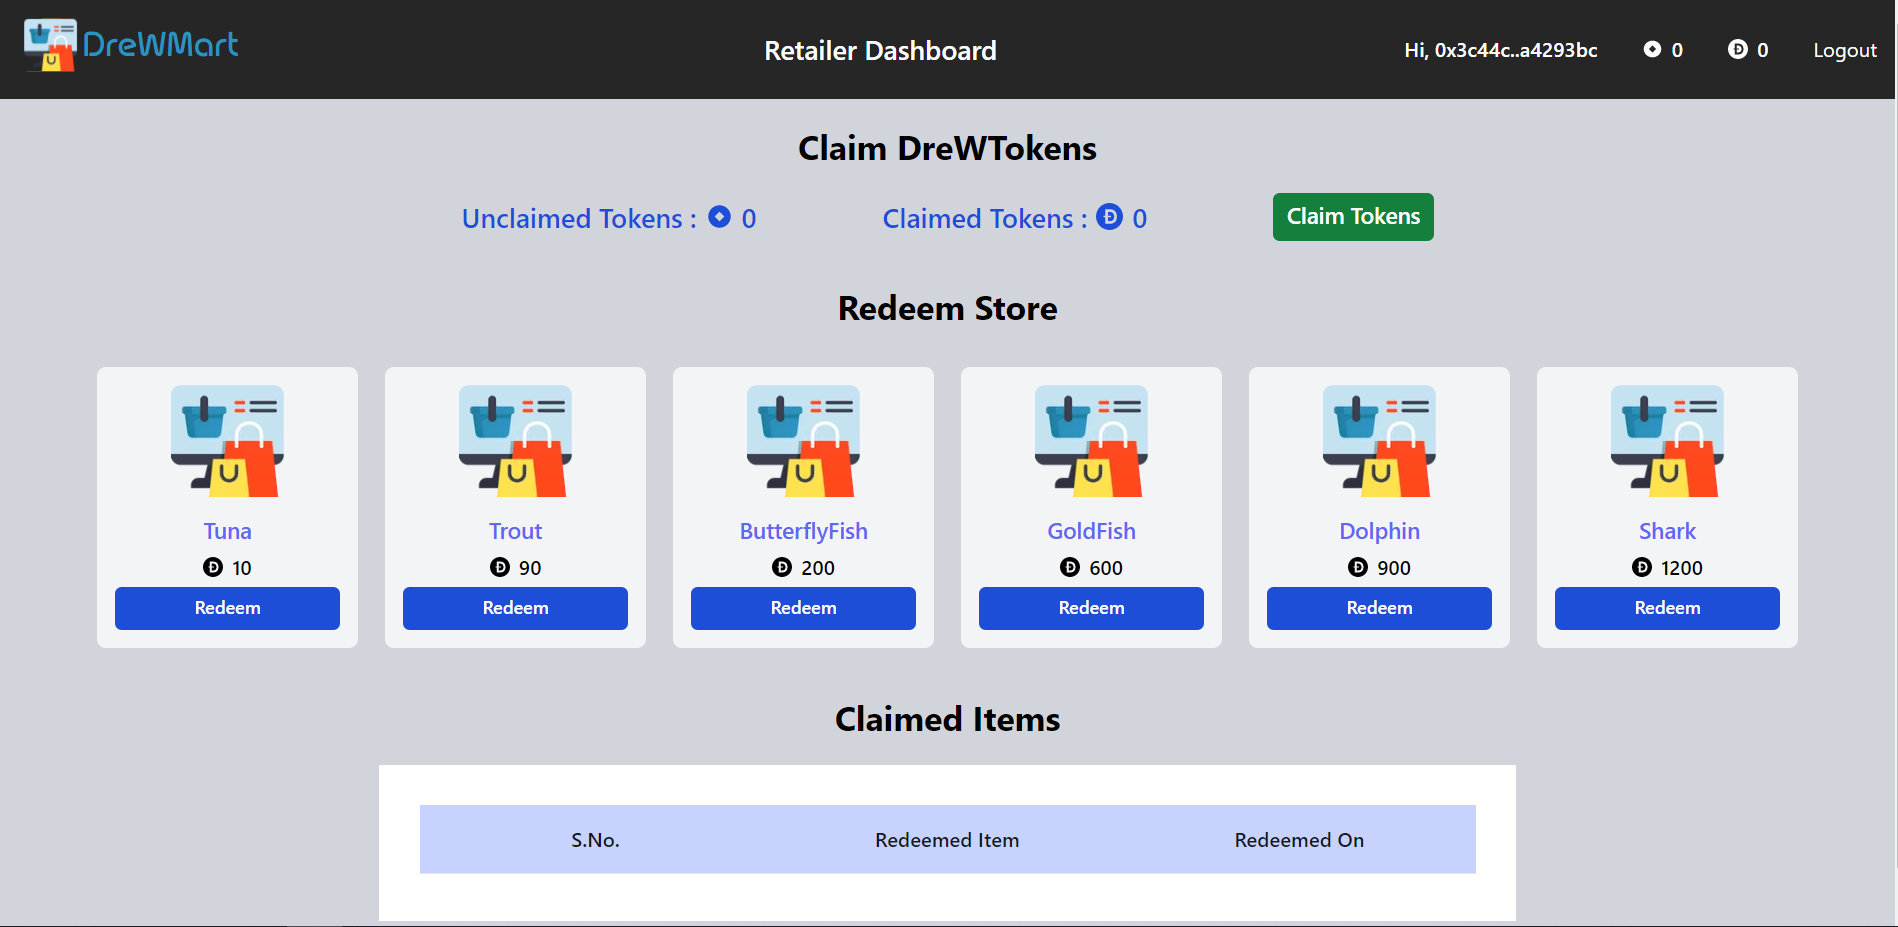 DreWMart
Retailer Dashboard
Hi, 0x3c44c..a4293bc
0
0
Logout
Claim DreWTokens
Unclaimed Tokens : 0
Claimed Tokens : 0
Claim Tokens
Redeem Store
Tuna
10
Redeem
Trout
90
Redeem
ButterflyFish
200
Redeem
GoldFish
600
Redeem
Dolphin
900
Redeem
Shark
1200
Redeem
Claimed Items
S.No. Redeemed Item Redeemed On